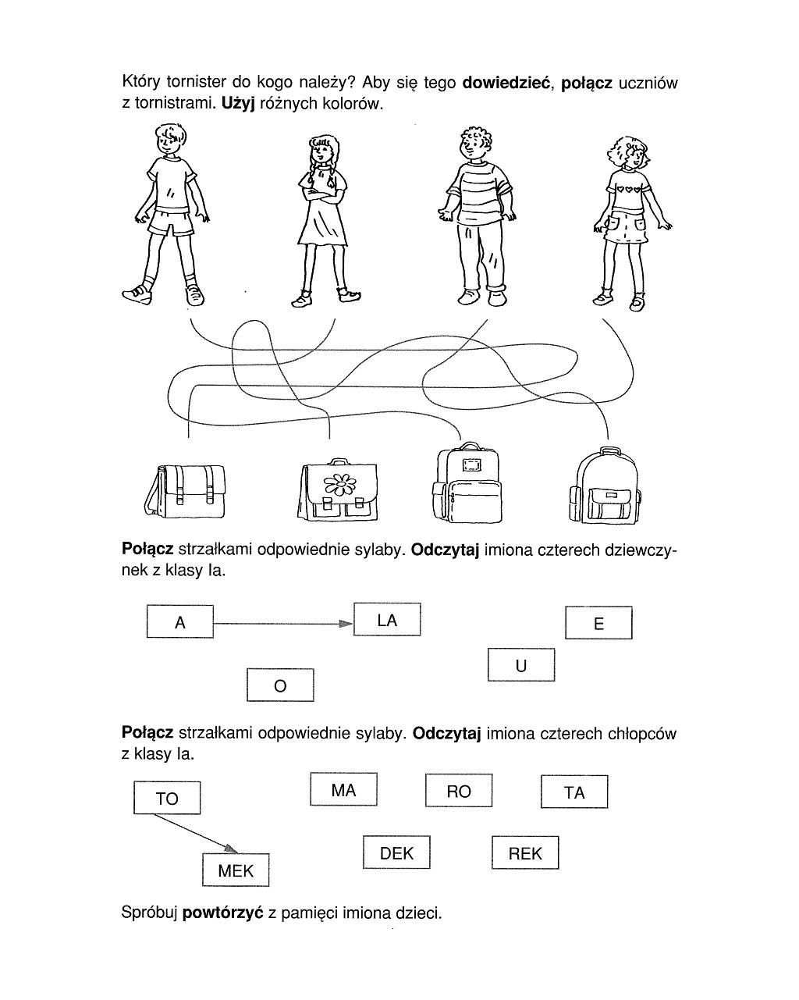 Który tornister do kogo należy? Aby się tego dowiedzieć, połącz uczniów
z tornistrami. Użyj różnych kolorów.
Połącz strzałkami odpowiednie sylaby. Odczytaj imiona czterech dziewczy-
nek z klasy Ia.
A LA E
U
O
Połącz strzałkami odpowiednie sylaby. Odczytaj imiona czterech chłopców
z klasy Ia.
TO MA RO TA
MEK DEK REK
Spróbuj powtórzyć z pamięci imiona dzieci.